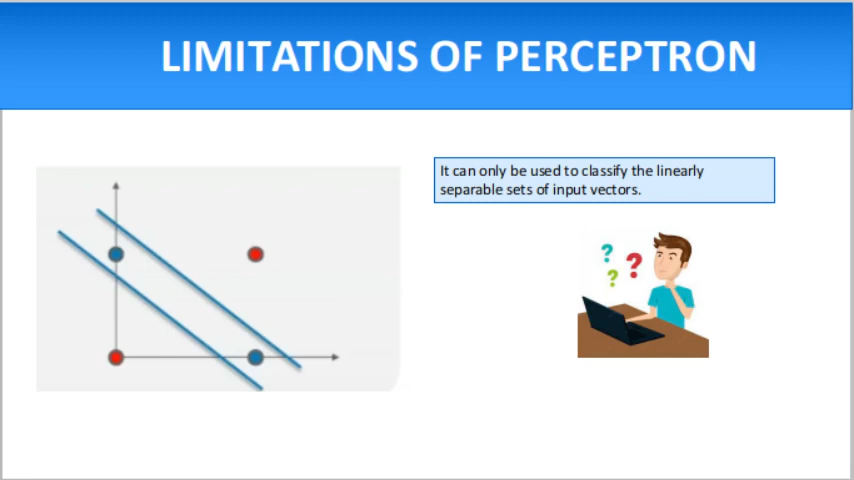 LIMITATIONS OF PERCEPTRON
It can only be used to classify the linearly
separable sets of input vectors.
? ? ?